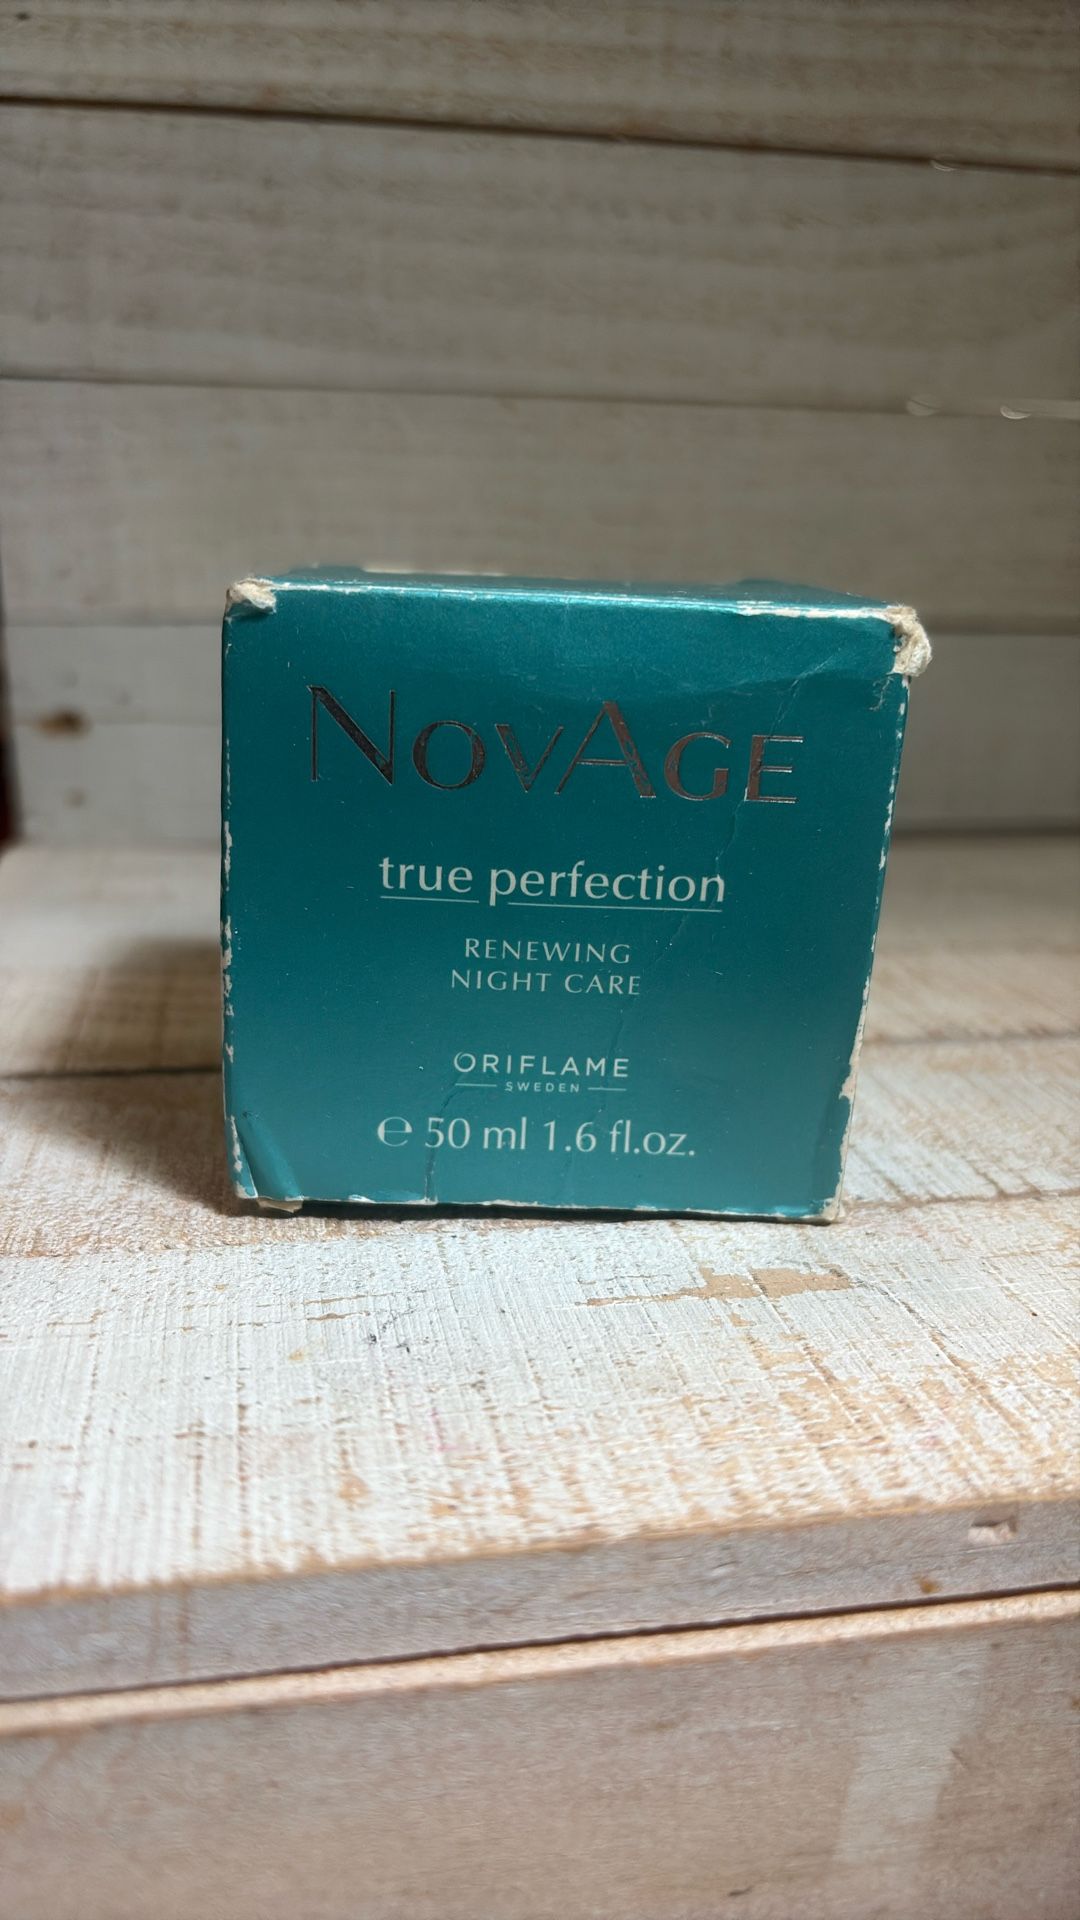 NOVAGE
true perfection
RENEWING
NIGHT CARE
ORIFLAME
SWEDEN
℮ 50 ml 1.6 fl.oz.